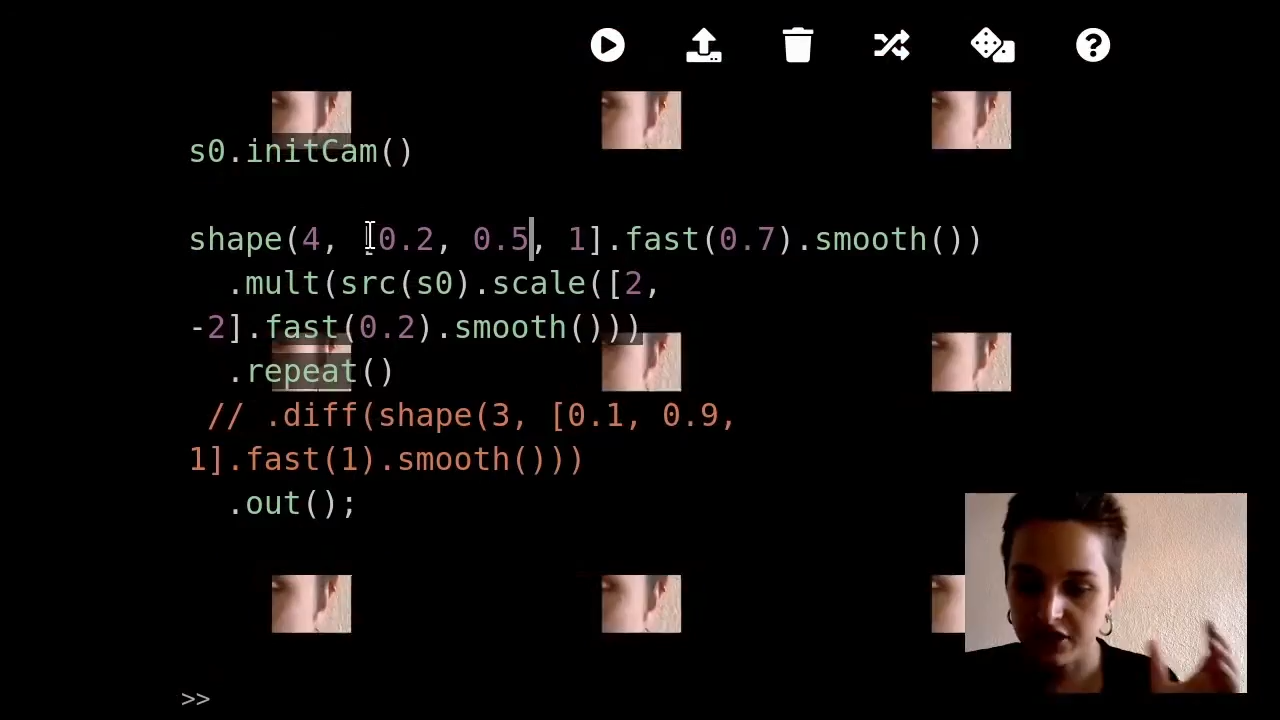 s0.initCam()
shape(4, [0.2, 0.5, 1].fast(0.7).smooth())
.mult(src(s0).scale([2,
-2].fast(0.2).smooth()))
.repeat()
// .diff(shape(3, [0.1, 0.9,
1].fast(1).smooth()))
.out();
>>